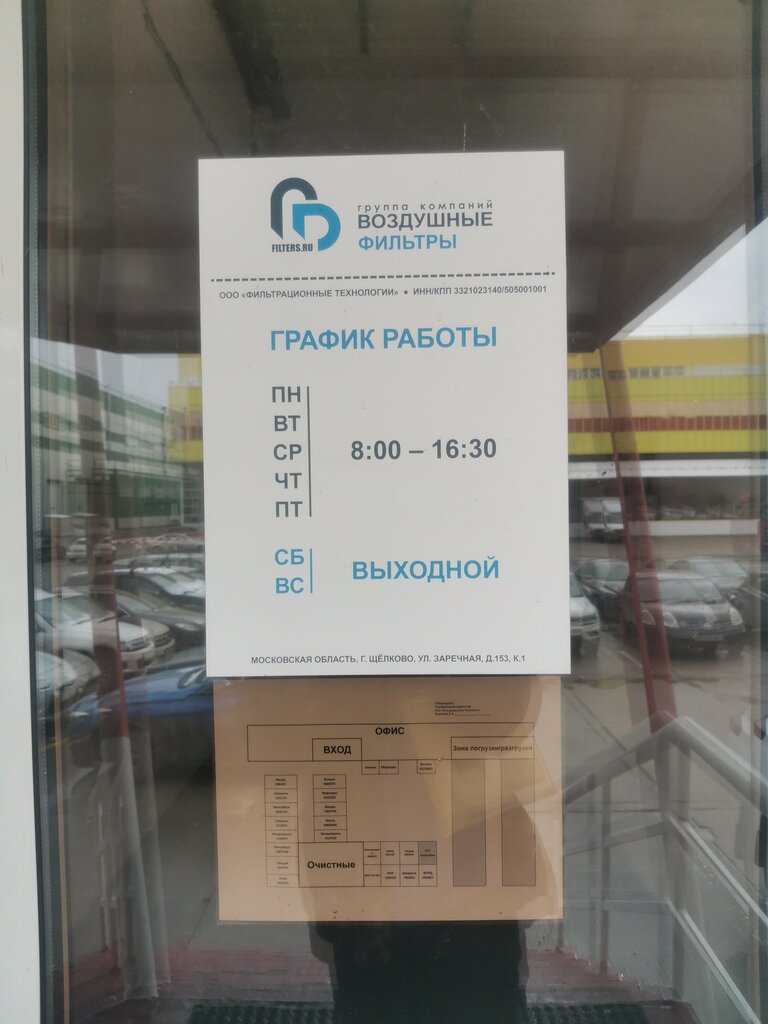 группа компаний
ВОЗДУШНЫЕ
ФИЛЬТРЫ
FILTERS.RU
ООО «ФИЛЬТРАЦИОННЫЕ ТЕХНОЛОГИИ» • ИНН/КПП 3321023140/505001001
ГРАФИК РАБОТЫ
ПН
ВТ
СР 8:00 – 16:30
ЧТ
ПТ
СБ
ВС ВЫХОДНОЙ
МОСКОВСКАЯ ОБЛАСТЬ, Г. ЩЁЛКОВО, УЛ. ЗАРЕЧНАЯ, Д.153, К.1
ОФИС
ВХОД
Зона погрузки/разгрузки
Очистные